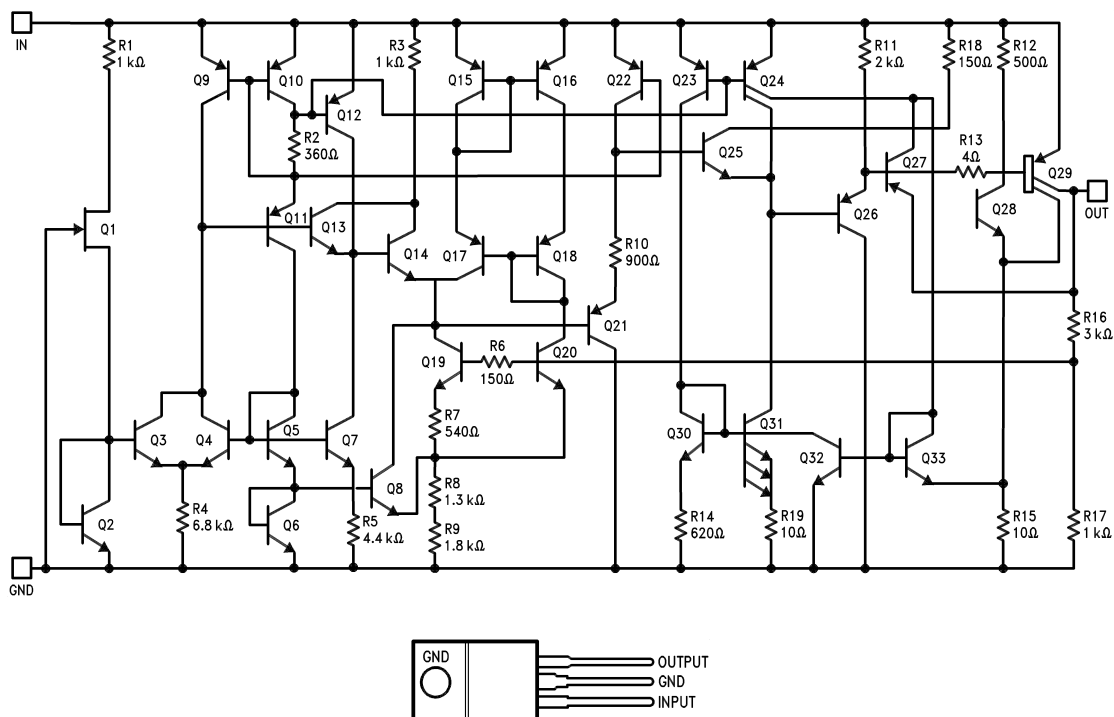 IN
R1
1 kΩ
Q9
Q10
Q12
R2
360Ω
R3
1 kΩ
Q15
Q16
Q22
Q23
Q24
R11
2 kΩ
R18
150Ω
R12
500Ω
Q25
Q27
R13
4Ω
Q29
OUT
Q1
Q11
Q13
Q14
Q17
Q18
R10
900Ω
Q26
Q28
Q21
R16
3 kΩ
Q19
R6
150Ω
Q20
Q3
Q4
Q5
Q7
R7
540Ω
Q30
Q31
Q32
Q33
Q8
R8
1.3 kΩ
Q2
R4
6.8 kΩ
Q6
R5
4.4 kΩ
R9
1.8 kΩ
R14
620Ω
R19
10Ω
R15
10Ω
R17
1 kΩ
GND
GND
OUTPUT
GND
INPUT